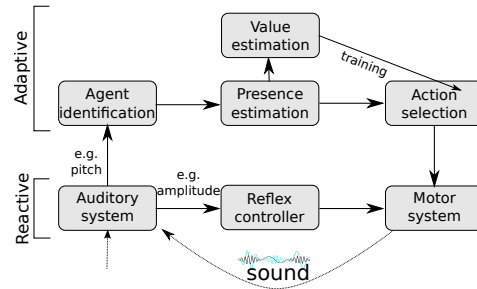 Adaptive
Value
estimation
training
Agent
identification
Presence
estimation
Action
selection
e.g.
pitch
e.g.
amplitude
Reactive
Auditory
system
Reflex
controller
Motor
system
sound